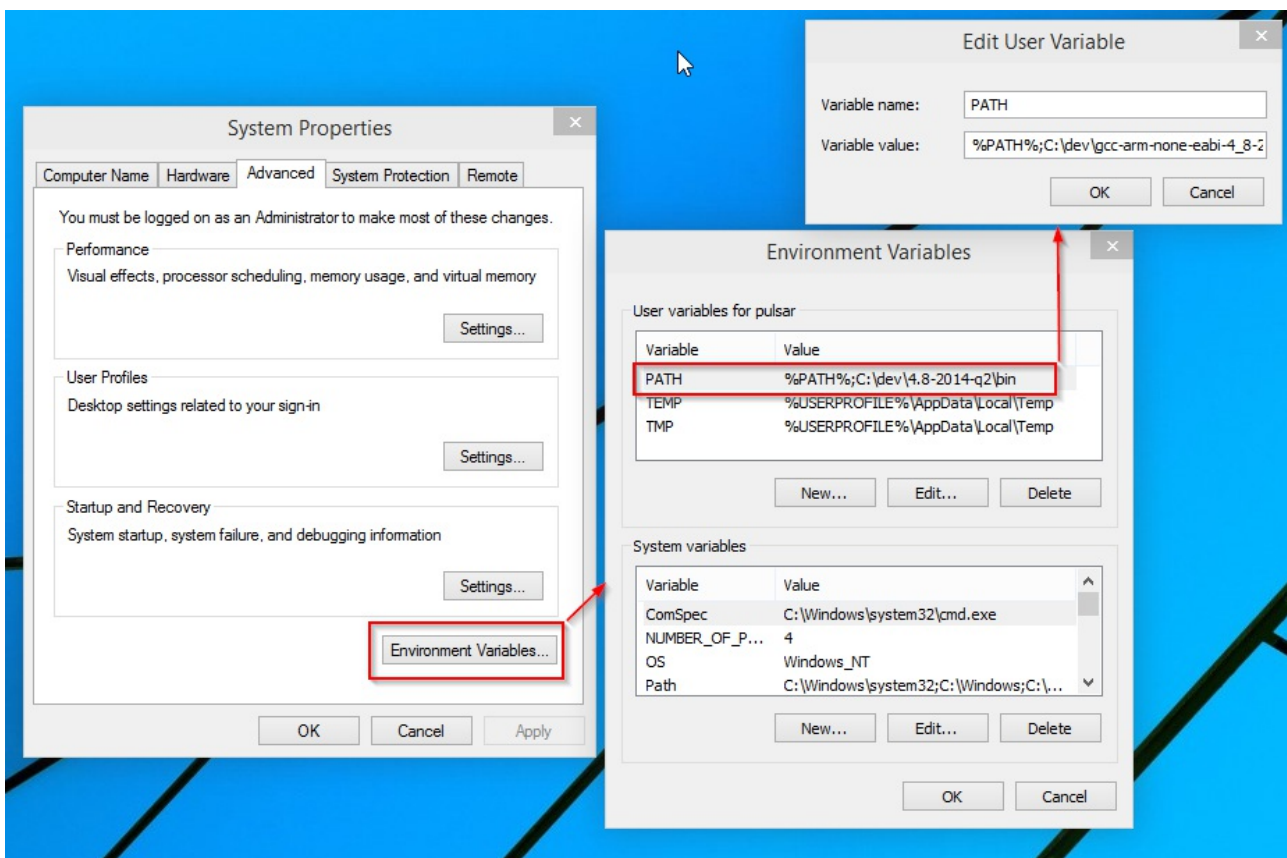 System Properties
Computer Name Hardware Advanced System Protection Remote
You must be logged on as an Administrator to make most of these changes.
Performance
Visual effects, processor scheduling, memory usage, and virtual memory
Settings...
User Profiles
Desktop settings related to your sign-in
Settings...
Startup and Recovery
System startup, system failure, and debugging information
Settings...
Environment Variables...
OK Cancel Apply
Edit User Variable
Variable name: PATH
Variable value: %PATH%;C:\dev\gcc-arm-none-eabi-4_8-2
OK Cancel
Environment Variables
User variables for pulsar
Variable Value
PATH %PATH%;C:\dev\4.8-2014-q2\bin
TEMP %USERPROFILE%\AppData\Local\Temp
TMP %USERPROFILE%\AppData\Local\Temp
New... Edit... Delete
System variables
Variable Value
ComSpec C:\Windows\system32\cmd.exe
NUMBER_OF_P... 4
OS Windows_NT
Path C:\Windows\system32;C:\Windows;C:\...
New... Edit... Delete
OK Cancel